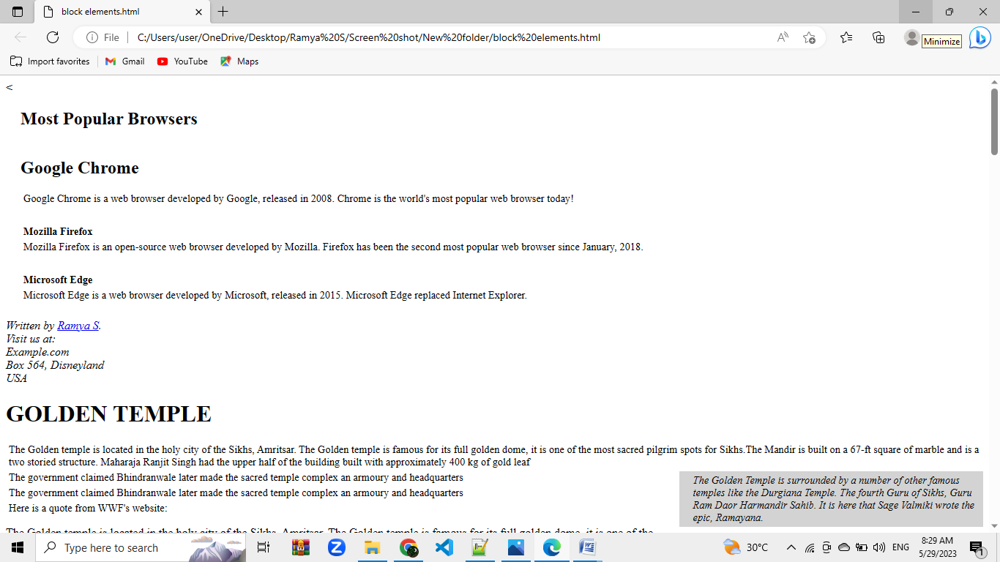 block elements.html
File
C:/Users/user/OneDrive/Desktop/Ramya%20S/Screen%20shot/New%20folder/block%20elements.html
Minimize
Import favorites
Gmail
YouTube
Maps
<
Most Popular Browsers
Google Chrome
Google Chrome is a web browser developed by Google, released in 2008. Chrome is the world's most popular web browser today!
Mozilla Firefox
Mozilla Firefox is an open-source web browser developed by Mozilla. Firefox has been the second most popular web browser since January, 2018.
Microsoft Edge
Microsoft Edge is a web browser developed by Microsoft, released in 2015. Microsoft Edge replaced Internet Explorer.
Written by Ramya S.
Visit us at:
Example.com
Box 564, Disneyland
USA
GOLDEN TEMPLE
The Golden temple is located in the holy city of the Sikhs, Amritsar. The Golden temple is famous for its full golden dome, it is one of the most sacred pilgrim spots for Sikhs.The Mandir is built on a 67-ft square of marble and is a
two storied structure. Maharaja Ranjit Singh had the upper half of the building built with approximately 400 kg of gold leaf
The government claimed Bhindranwale later made the sacred temple complex an armoury and headquarters
The government claimed Bhindranwale later made the sacred temple complex an armoury and headquarters
Here is a quote from WWF's website:
The Golden Temple is surrounded by a number of other famous
temples like the Durgiana Temple. The fourth Guru of Sikhs, Guru
Ram Daor Harmandir Sahib. It is here that Sage Valmiki wrote the
epic, Ramayana.
The Golden temple is located in the holy city of the Sikhs, Amritsar. The Golden temple is famous for its full golden dome, it is one of the
Type here to search
30°C
ENG
8:29 AM
5/29/2023
1